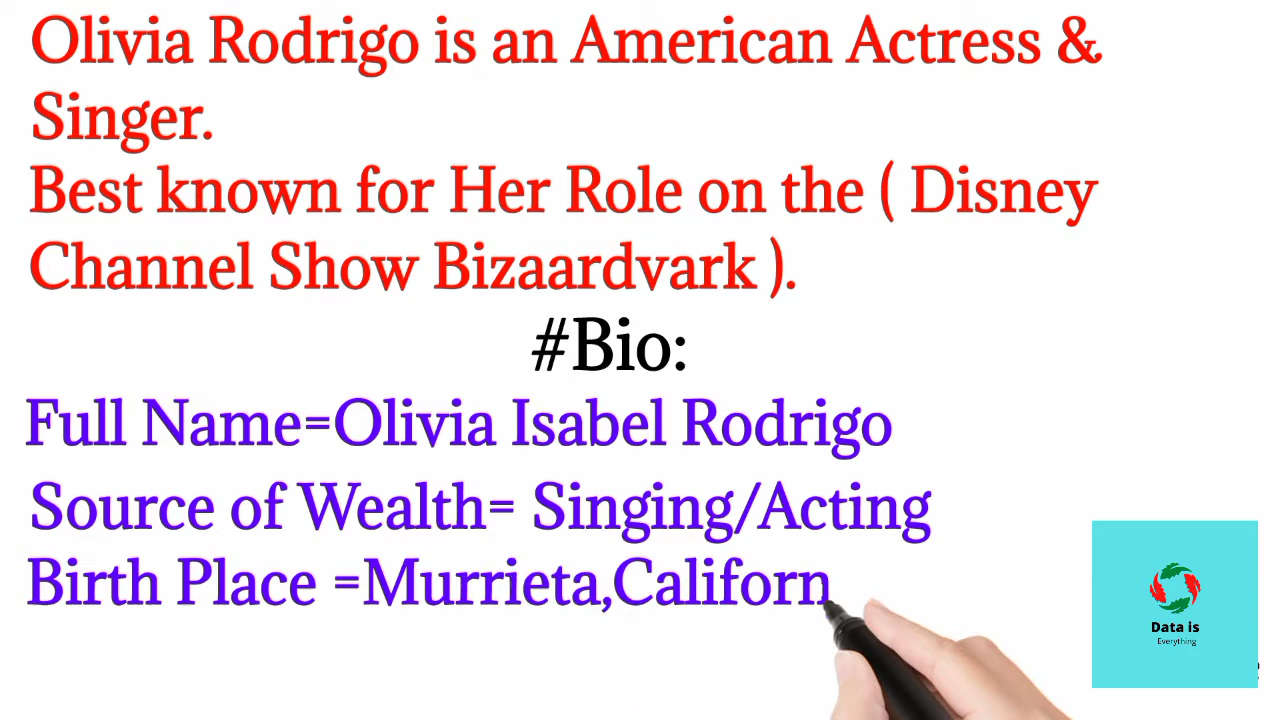 Olivia Rodrigo is an American Actress &
Singer.
Best known for Her Role on the ( Disney
Channel Show Bizaardvark ).
#Bio:
Full Name=Olivia Isabel Rodrigo
Source of Wealth= Singing/Acting
Birth Place =Murrieta,Californ
Data is
Everything